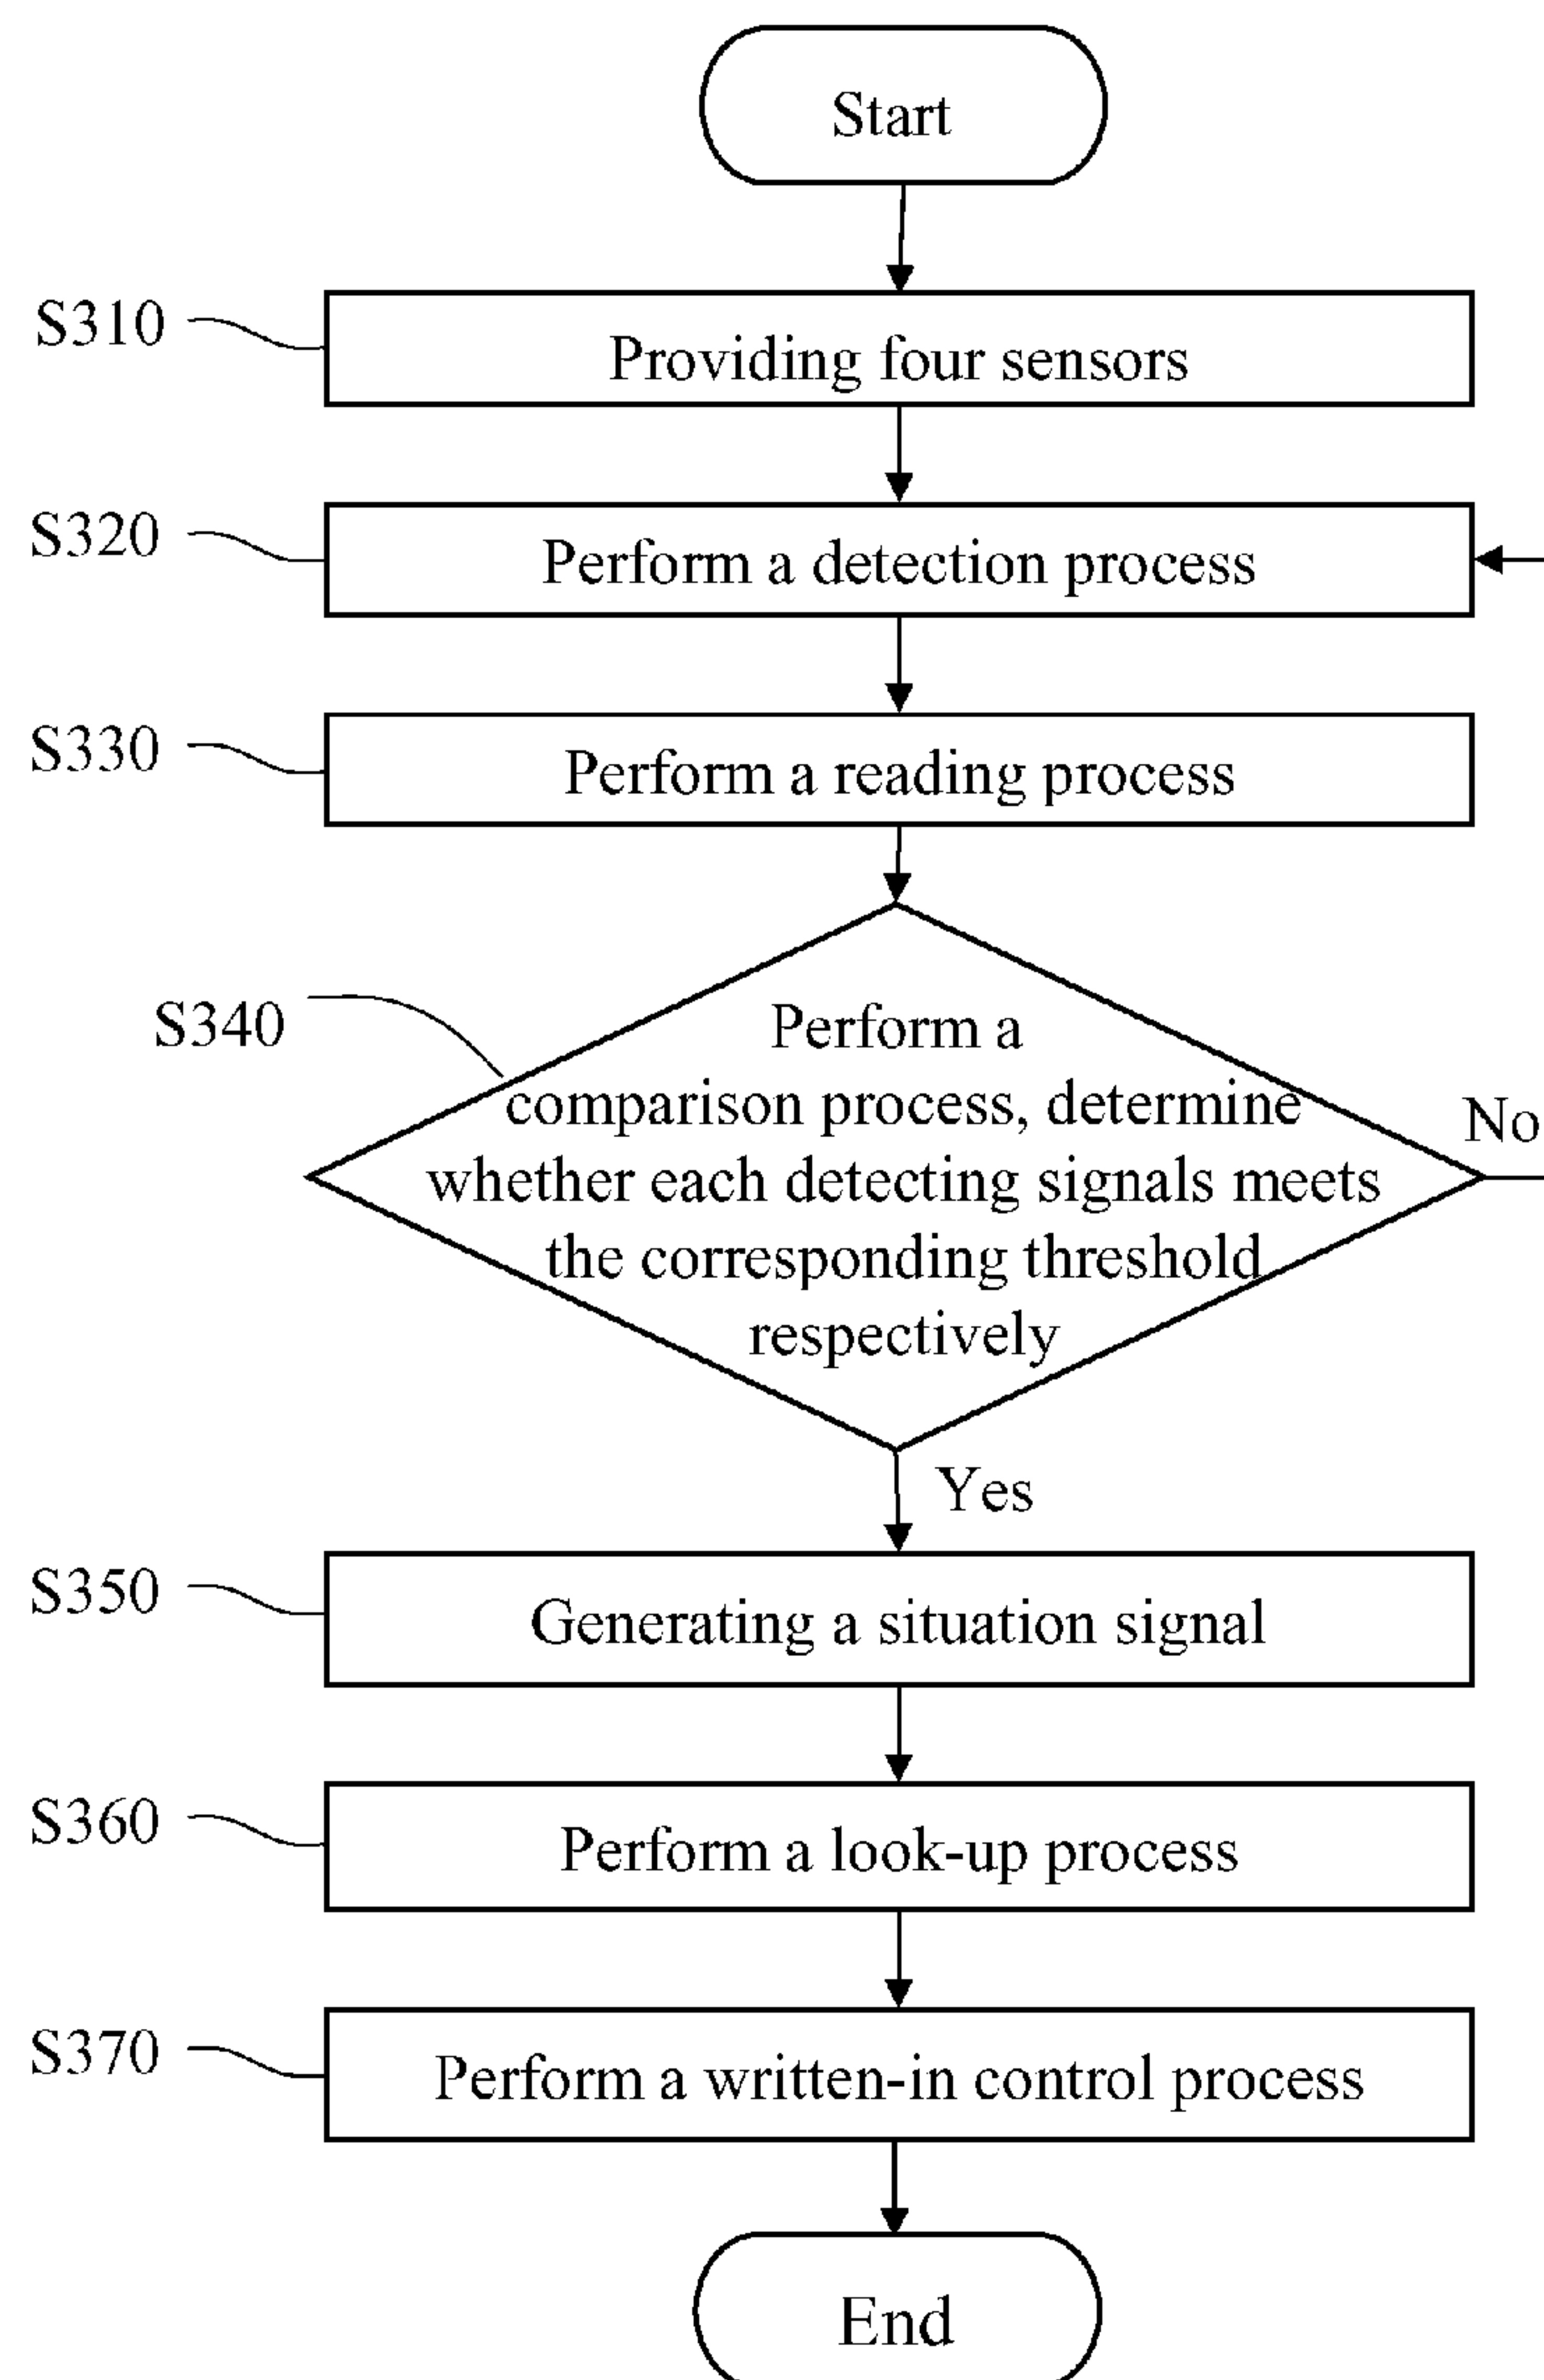 Start
S310
Providing four sensors
S320
Perform a detection process
S330
Perform a reading process
S340
Perform a
comparison process, determine
whether each detecting signals meets
the corresponding threshold
respectively
No
Yes
S350
Generating a situation signal
S360
Perform a look-up process
S370
Perform a written-in control process
End